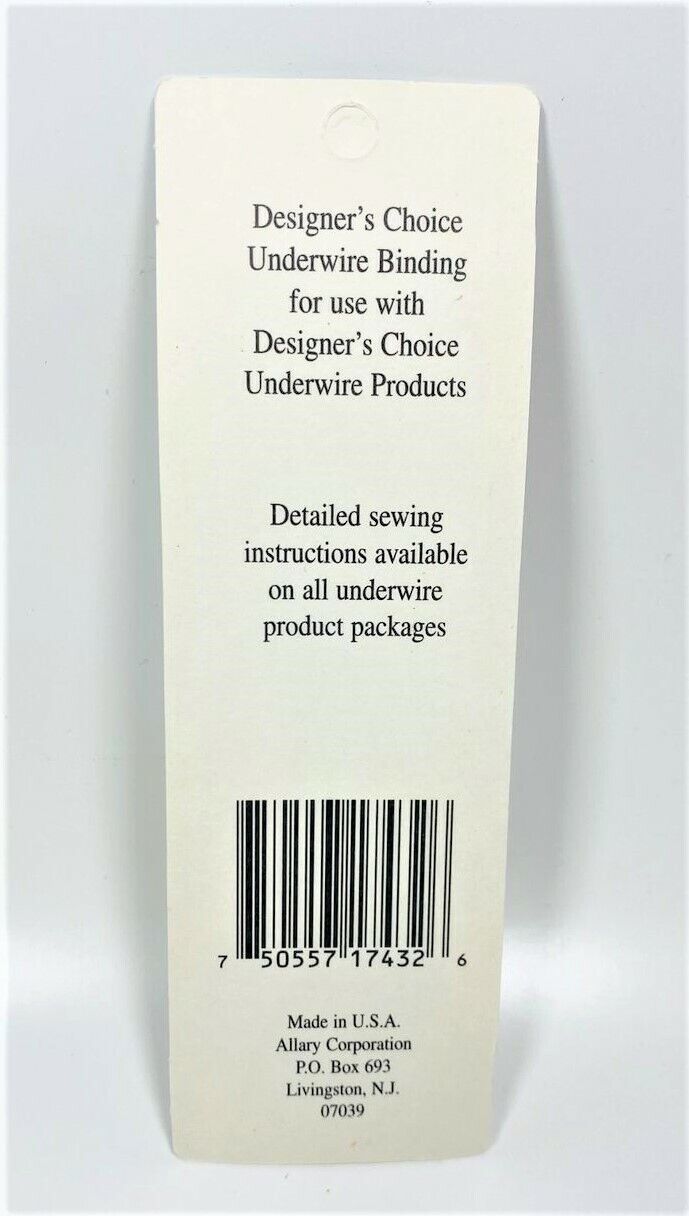 Designer's Choice
Underwire Binding
for use with
Designer's Choice
Underwire Products
Detailed sewing
instructions available
on all underwire
product packages
7 50557 17432 6
Made in U.S.A.
Allary Corporation
P.O. Box 693
Livingston, N.J.
07039